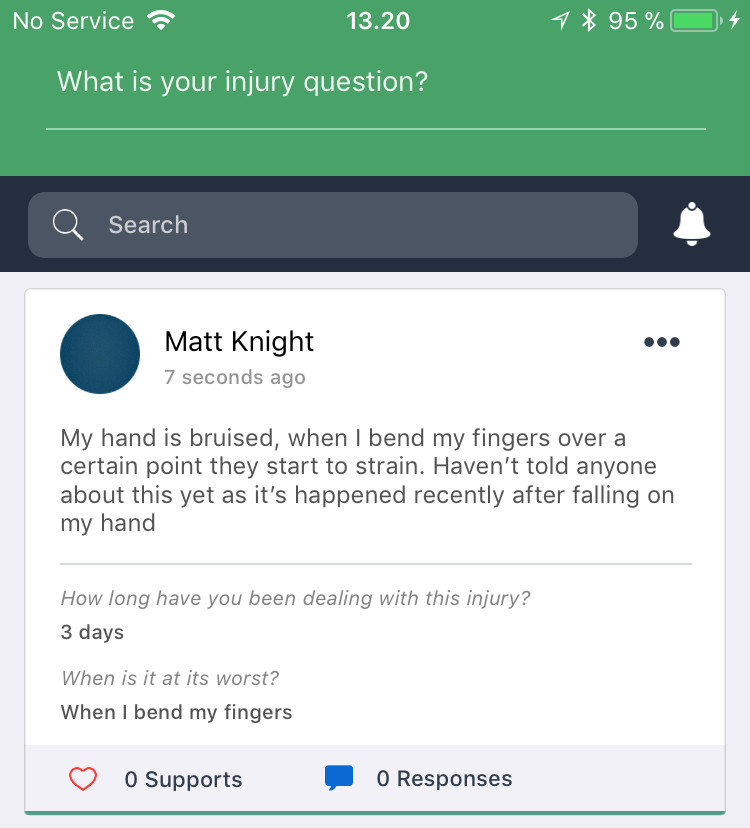 No Service 13.20 95 %
What is your injury question?
Search
Matt Knight
7 seconds ago
My hand is bruised, when I bend my fingers over a
certain point they start to strain. Haven’t told anyone
about this yet as it’s happened recently after falling on
my hand
How long have you been dealing with this injury?
3 days
When is it at its worst?
When I bend my fingers
0 Supports 0 Responses